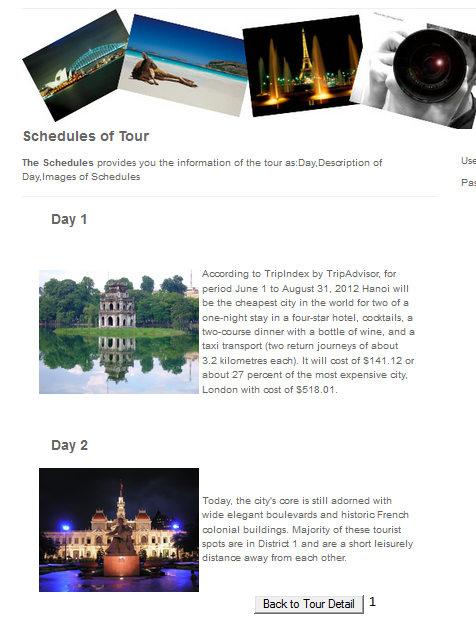 Schedules of Tour
The Schedules provides you the information of the tour as:Day,Description of
Day,Images of Schedules
Use
Pas
Day 1
According to TripIndex by TripAdvisor, for
period June 1 to August 31, 2012 Hanoi will
be the cheapest city in the world for two of a
one-night stay in a four-star hotel, cocktails, a
two-course dinner with a bottle of wine, and a
taxi transport (two return journeys of about
3.2 kilometres each). It will cost of $141.12 or
about 27 percent of the most expensive city,
London with cost of $518.01.
Day 2
Today, the city's core is still adorned with
wide elegant boulevards and historic French
colonial buildings. Majority of these tourist
spots are in District 1 and are a short leisurely
distance away from each other.
Back to Tour Detail 1